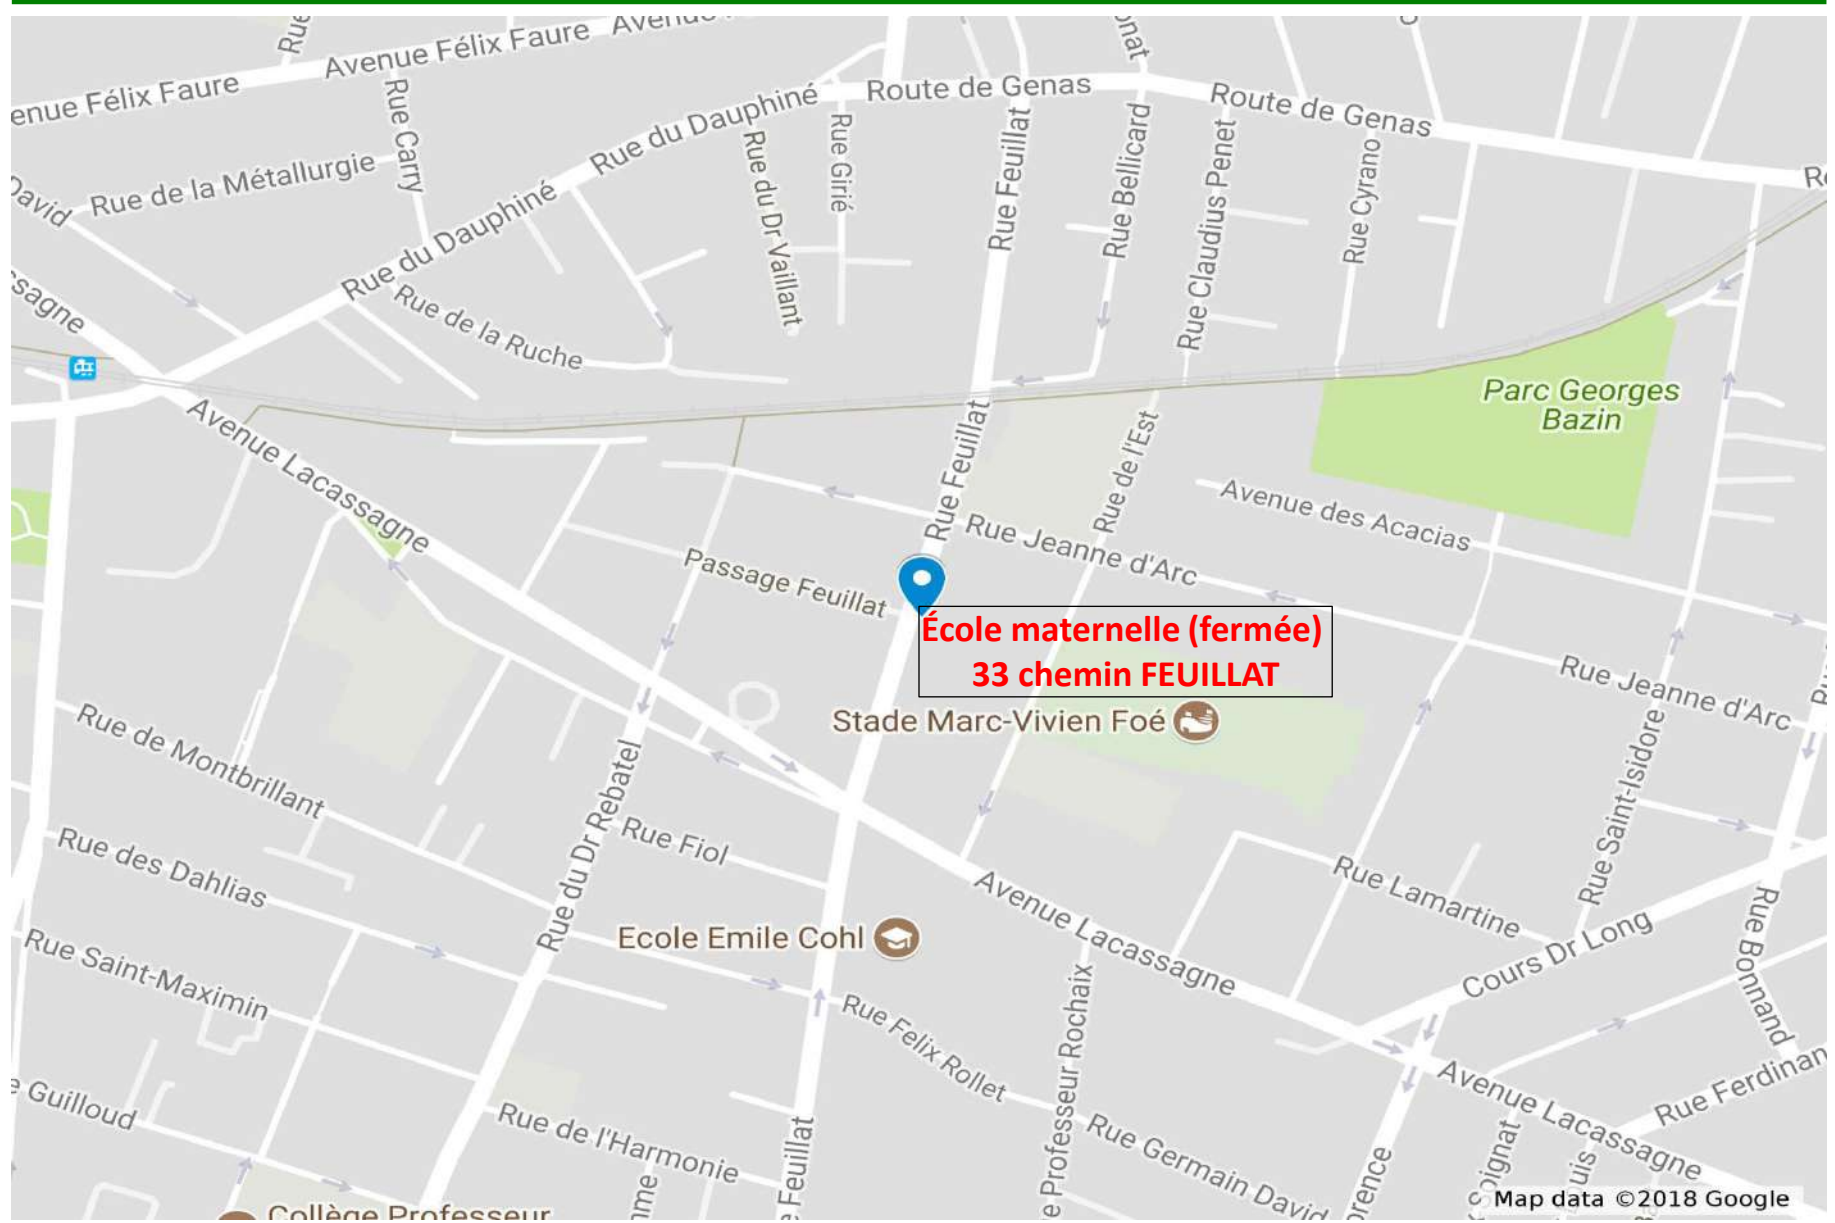 Avenue Félix Faure
enue Félix Faure
Rue Carry
Rue de la Métallurgie
David
Rue du Dauphiné
Rue du Dauphiné
Route de Genas
Route de Genas
Rue du Dr Vaillant
Rue Girié
Rue Feuillat
Rue Bellicard
Rue Claudius Penet
Rue Cyrano
Rue de la Ruche
ssagne
Parc Georges
Bazin
Avenue Lacassagne
Rue Feuillat
Rue de l'Est
Avenue des Acacias
Rue Jeanne d'Arc
Passage Feuillat
École maternelle (fermée)
33 chemin FEUILLAT
Rue Jeanne d'Arc
Stade Marc-Vivien Foé
Rue de Montbrillant
Rue du Dr Rebatel
Rue Fiol
Rue Saint-Isidore
Rue des Dahlias
Rue Lamartine
Avenue Lacassagne
Ecole Emile Cohl
Cours Dr Long
Rue Bonnand
Rue Saint-Maximin
Rue Felix Rollet
e Professeur Rochaix
Avenue Lacassagne
Rue Ferdinan
e Guilloud
Rue de l'Harmonie
e Feuillat
Rue Germain David
Collège Professeur
Map data ©2018 Google